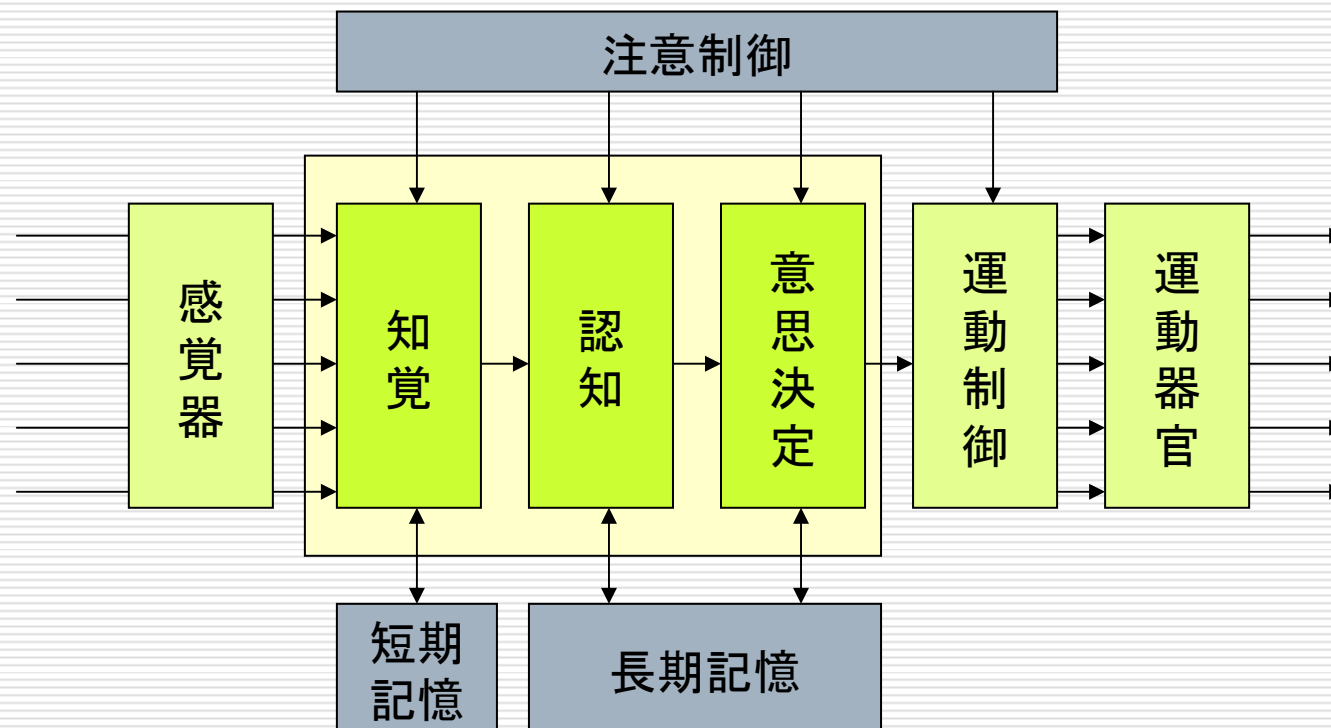 注意制御
感覚器
知覚
認知
意思決定
運動制御
運動器官
短期
記憶
長期記憶